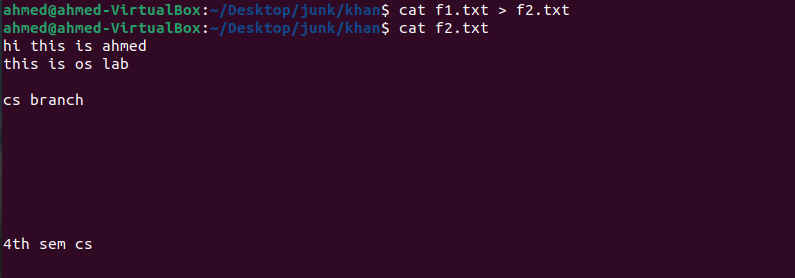 ahmed@ahmed-VirtualBox:~/Desktop/junk/khan$ cat f1.txt > f2.txt
ahmed@ahmed-VirtualBox:~/Desktop/junk/khan$ cat f2.txt
hi this is ahmed
this is os lab
cs branch
4th sem cs